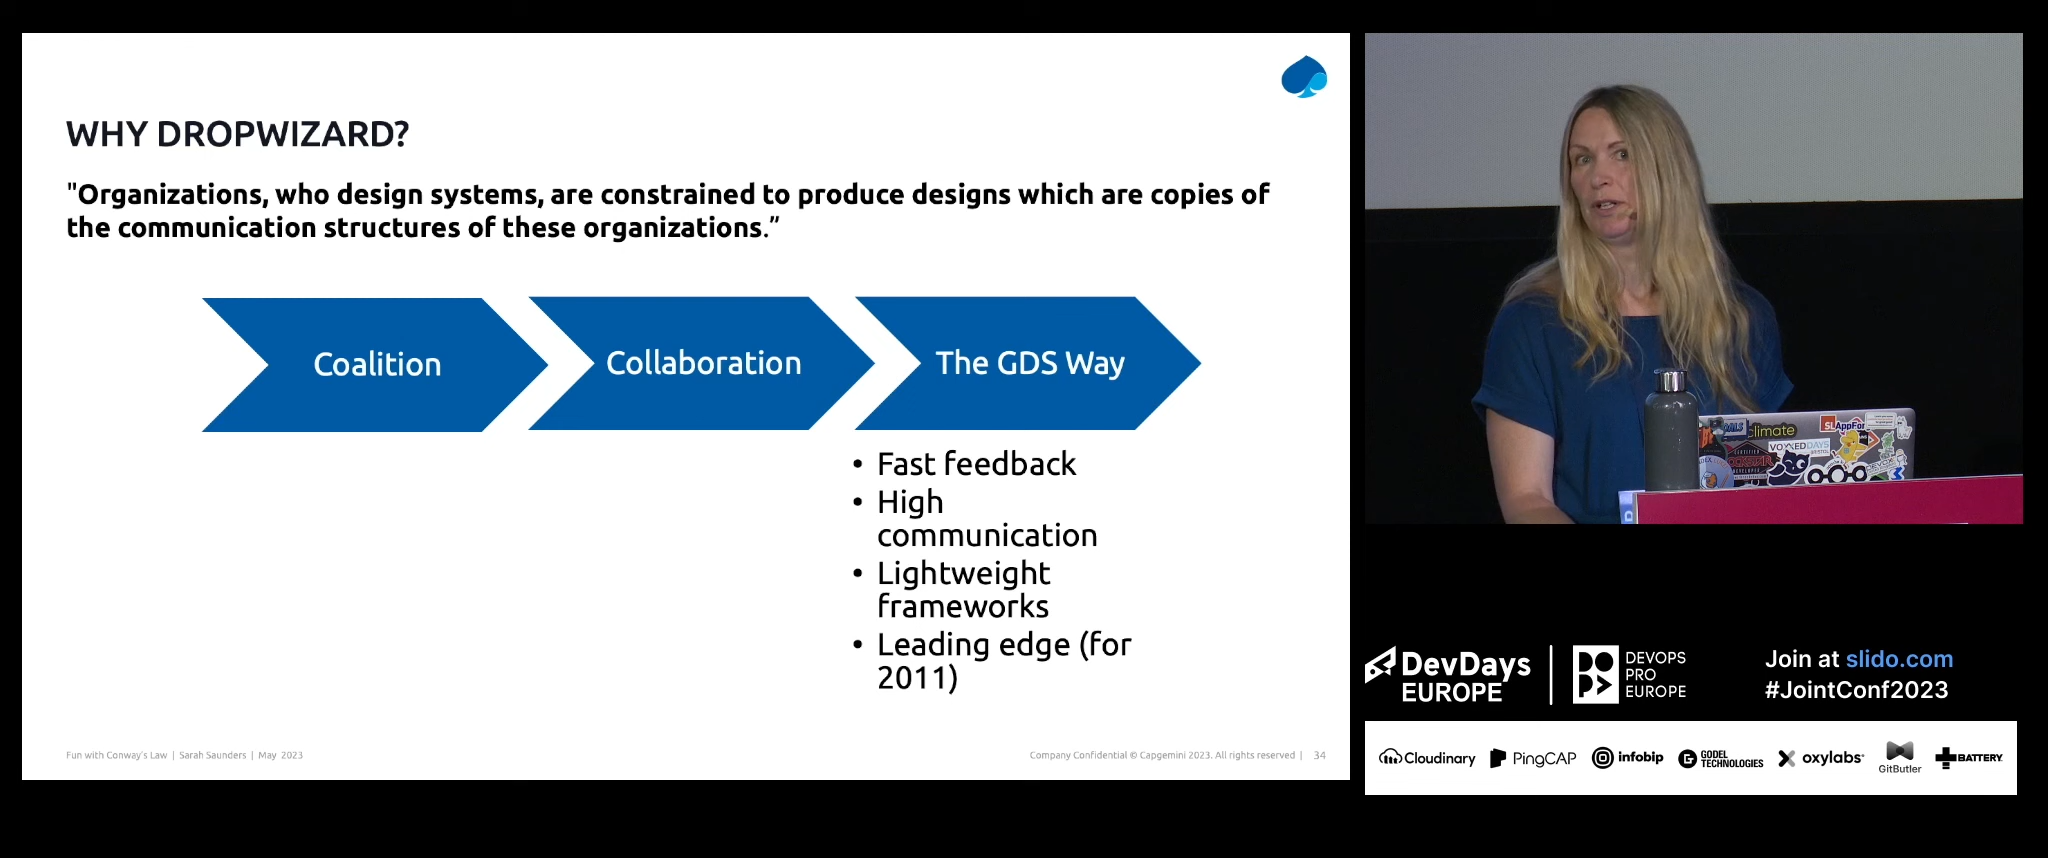 WHY DROPWIZARD?
"Organizations, who design systems, are constrained to produce designs which are copies of
the communication structures of these organizations.”
Coalition
Collaboration
The GDS Way
• Fast feedback
• High
communication
• Lightweight
frameworks
• Leading edge (for
2011)
Fun with Conway's Law | Sarah Saunders | May 2023
Company Confidential © Capgemini 2023. All rights reserved | 34
climate
VOXXEDDAYS
DevDays
EUROPE
DEVOPS
PRO
EUROPE
Join at slido.com
#JointConf2023
Cloudinary
PingCAP
infobip
GODEL
TECHNOLOGIES
oxylabs
GitButler
BATTERY